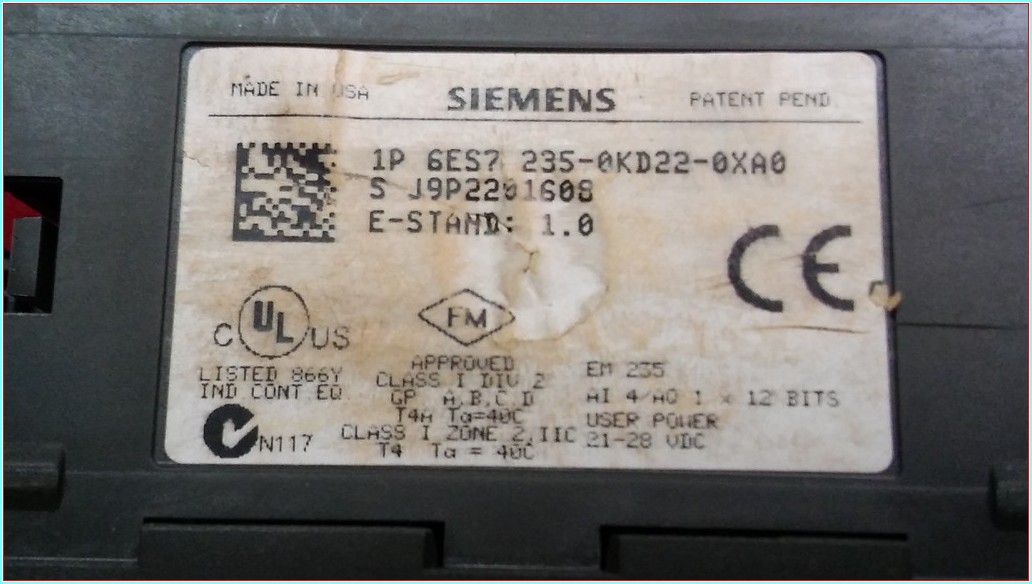 MADE IN USA SIEMENS PATENT PEND.
1P 6ES7 235-0KD22-0XA0
S J9P2201608
E-STAND: 1.0
CE
C UL US
FM
LISTED 866Y
IND CONT EQ
N117
APPROVED
CLASS I DIV 2
GP A,B,C,D
T4A Ta=40C
CLASS I ZONE 2,IIC
T4 Ta = 40C
EM 235
AI 4/AO 1 x 12 BITS
USER POWER
21-28 VDC